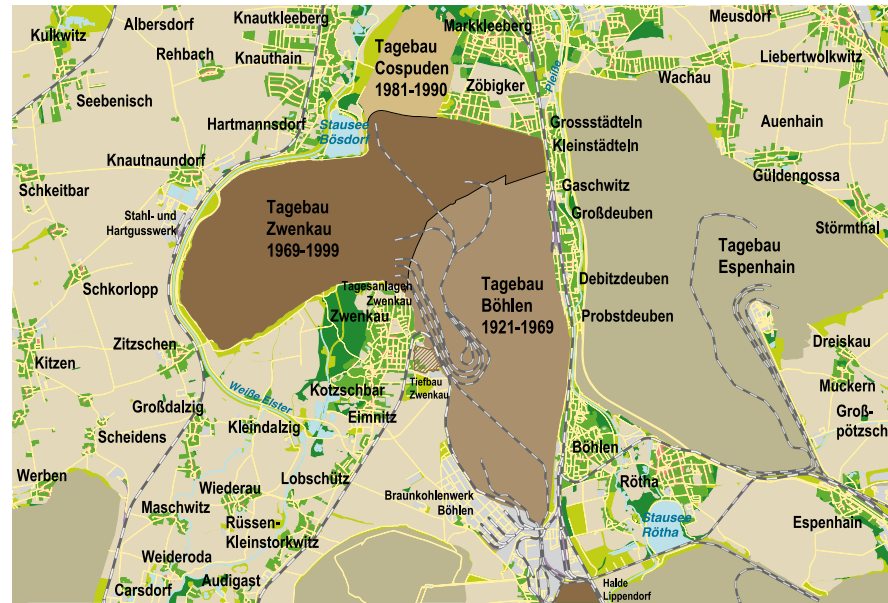 Kulkwitz
Albersdorf
Rehbach
Knautkleeberg
Knauthain
Seebenisch
Hartmannsdorf
Knautnaundorf
Schkeitbar
Stahl- und
Hartgusswerk
Schkorlopp
Zitzschen
Kitzen
Großdalzig
Scheidens
Werben
Maschwitz
Weideroda
Carsdorf
Audigast
Wiederau
Rüssen-
Kleinstorkwitz
Kleindalzig
Weiße Elster
Lobschütz
Eimnitz
Kotzschbar
Zwenkau
Tagesanlagen
Zwenkau
Tiefbau
Zwenkau
Braunkohlenwerk
Böhlen
Tagebau
Cospuden
1981-1990
Stausee
Bösdorf
Tagebau
Zwenkau
1969-1999
Tagebau
Böhlen
1921-1969
Markkleeberg
Zöbigker
Pleiße
Grossstädteln
Kleinstädteln
Gaschwitz
Großdeuben
Debitzdeuben
Probstdeuben
Böhlen
Rötha
Stausee
Rötha
Halde
Lippendorf
Meusdorf
Liebertwolkwitz
Wachau
Auenhain
Güldengossa
Störmthal
Tagebau
Espenhain
Dreiskau
Muckern
Groß-
pötzsch
Espenhain